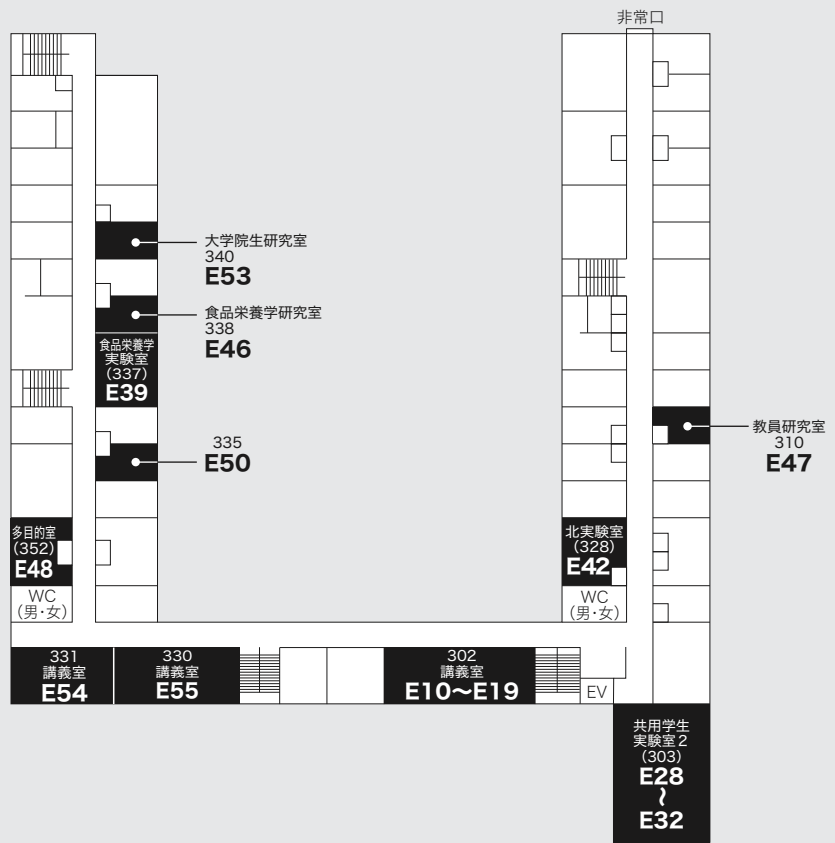 非常口
大学院生研究室
340
E53
食品栄養学研究室
338
E46
食品栄養学
実験室
(337)
E39
335
E50
教員研究室
310
E47
多目的室
(352)
E48
WC
(男・女)
北実験室
(328)
E42
WC
(男・女)
331
講義室
E54
330
講義室
E55
302
講義室
E10〜E19
EV
共用学生
実験室2
(303)
E28
〜
E32